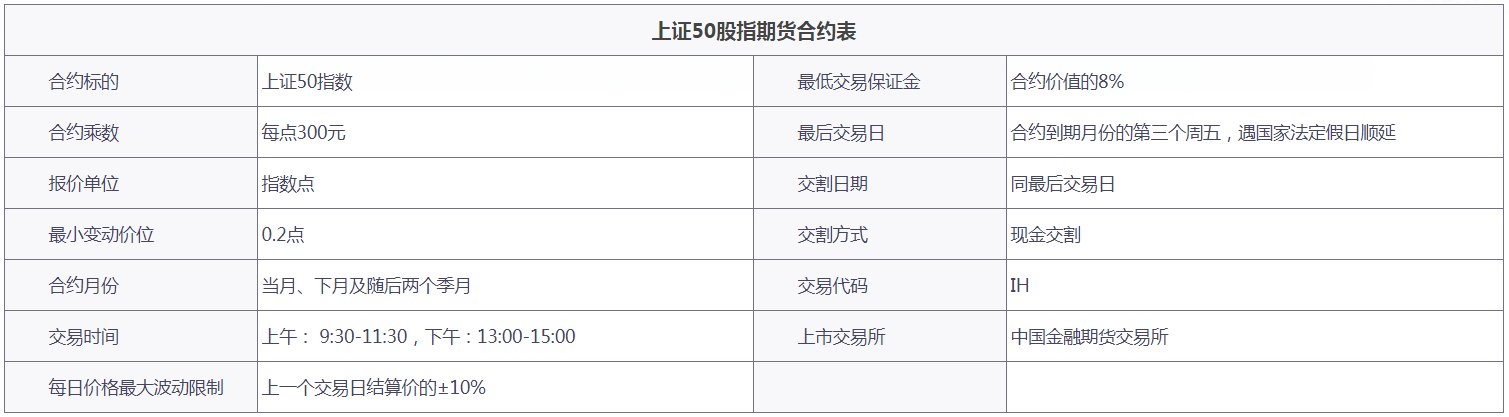 上证50股指期货合约表
合约标的 上证50指数 最低交易保证金 合约价值的8%
合约乘数 每点300元 最后交易日 合约到期月份的第三个周五，遇国家法定假日顺延
报价单位 指数点 交割日期 同最后交易日
最小变动价位 0.2点 交割方式 现金交割
合约月份 当月、下月及随后两个季月 交易代码 IH
交易时间 上午： 9:30-11:30，下午：13:00-15:00 上市交易所 中国金融期货交易所
每日价格最大波动限制 上一个交易日结算价的±10%